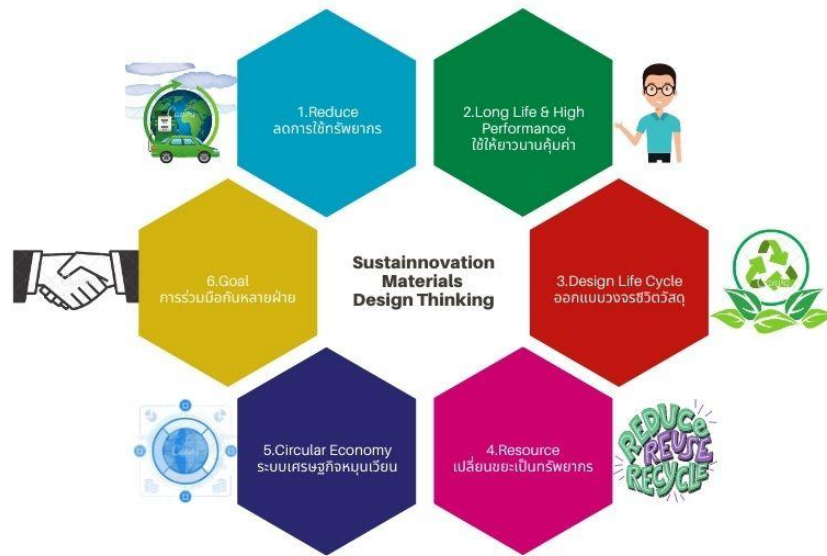 1.Reduce
ลดการใช้ทรัพยากร
2.Long Life & High
Performance
ใช้ให้ยาวนานคุ้มค่า
Sustainnovation
Materials
Design Thinking
3.Design Life Cycle
ออกแบบวงจรชีวิตวัสดุ
4.Resource
เปลี่ยนขยะเป็นทรัพยากร
REDUCE
REUSE
RECYCLE
5.Circular Economy
ระบบเศรษฐกิจหมุนเวียน
6.Goal
การร่วมมือกันหลายฝ่าย